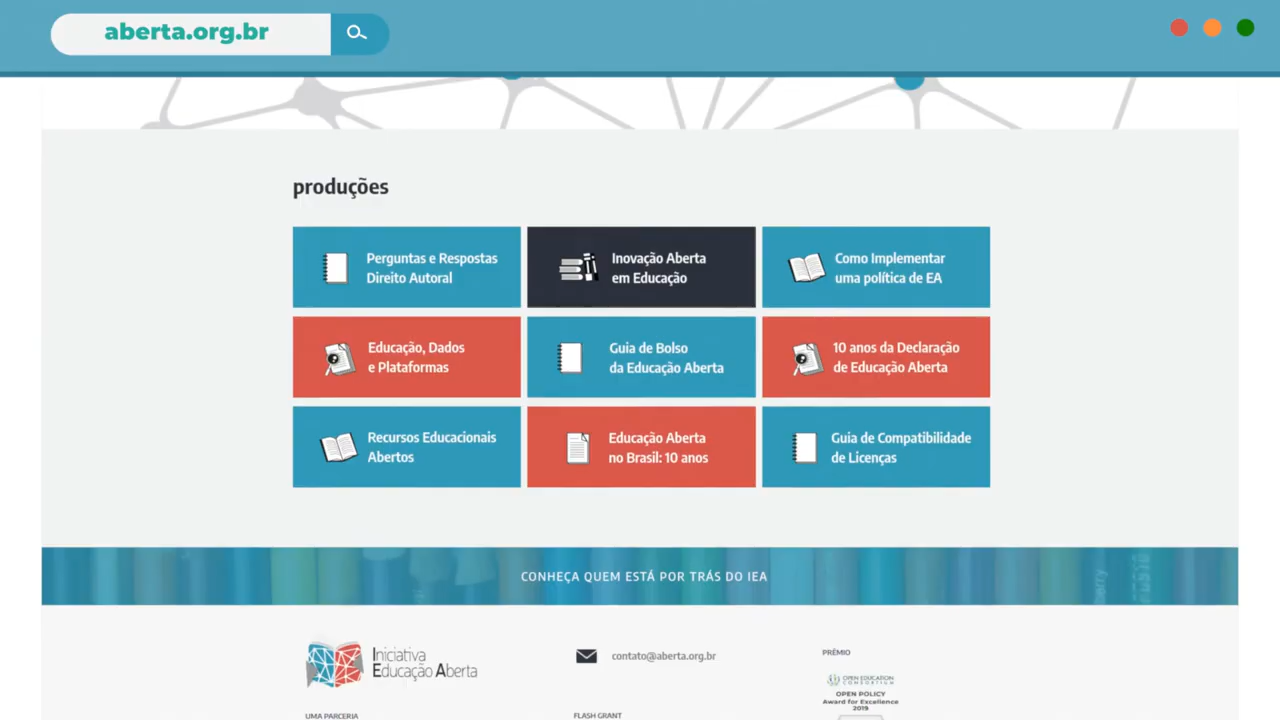 aberta.org.br
produções
Perguntas e Respostas
Direito Autoral
Inovação Aberta
em Educação
Como Implementar
uma política de EA
Educação, Dados
e Plataformas
Guia de Bolso
da Educação Aberta
10 anos da Declaração
de Educação Aberta
Recursos Educacionais
Abertos
Educação Aberta
no Brasil: 10 anos
Guia de Compatibilidade
de Licenças
CONHEÇA QUEM ESTÁ POR TRÁS DO IEA
Iniciativa
Educação Aberta
contato@aberta.org.br
PRÊMIO
OPEN EDUCATION
CONSORTIUM
OPEN POLICY
Award for Excellence
2019
UMA PARCERIA
FLASH GRANT